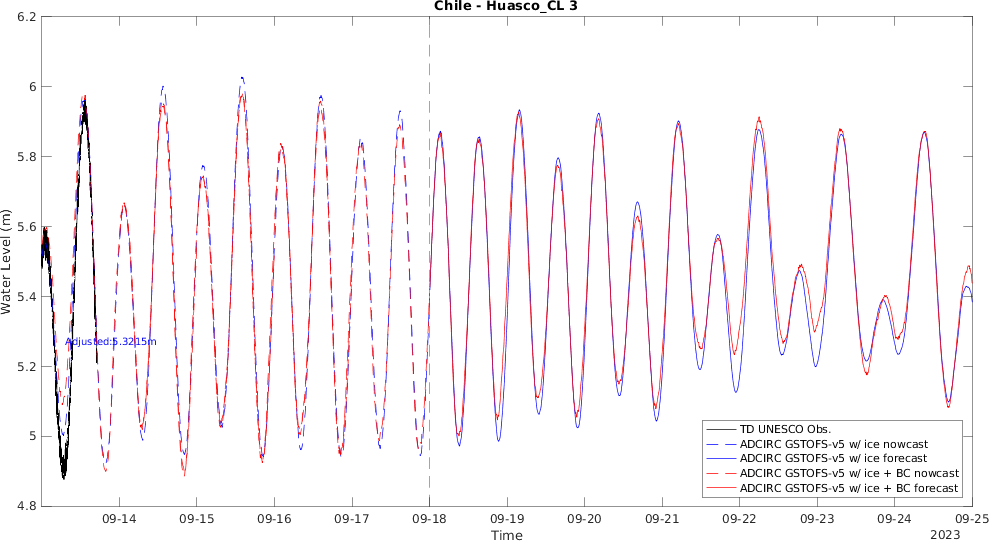 Chile - Huasco_CL 3
Water Level (m)
6.2
6
5.8
5.6
5.4
5.2
5
4.8
Adjusted:5.3215m
TD UNESCO Obs.
ADCIRC GSTOFS-v5 w/ ice nowcast
ADCIRC GSTOFS-v5 w/ ice forecast
ADCIRC GSTOFS-v5 w/ ice + BC nowcast
ADCIRC GSTOFS-v5 w/ ice + BC forecast
09-14 09-15 09-16 09-17 09-18 09-19 09-20 09-21 09-22 09-23 09-24 09-25
Time
2023